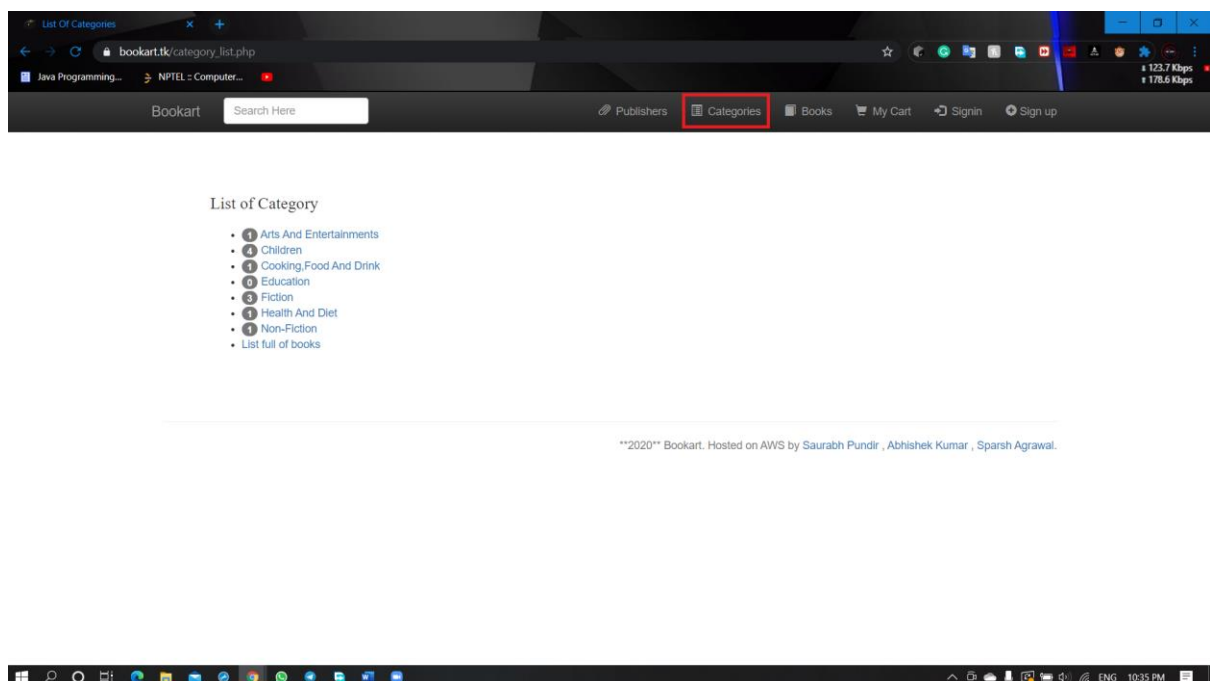 List Of Categories
bookart.tk/category_list.php
Java Programming... NPTEL :: Computer...
123.7 Kbps
178.6 Kbps
Bookart Search Here Publishers Categories Books My Cart Signin Sign up
List of Category
1 Arts And Entertainments
4 Children
1 Cooking,Food And Drink
0 Education
3 Fiction
1 Health And Diet
1 Non-Fiction
List full of books
**2020** Bookart. Hosted on AWS by Saurabh Pundir , Abhishek Kumar , Sparsh Agrawal.
ENG 10:35 PM